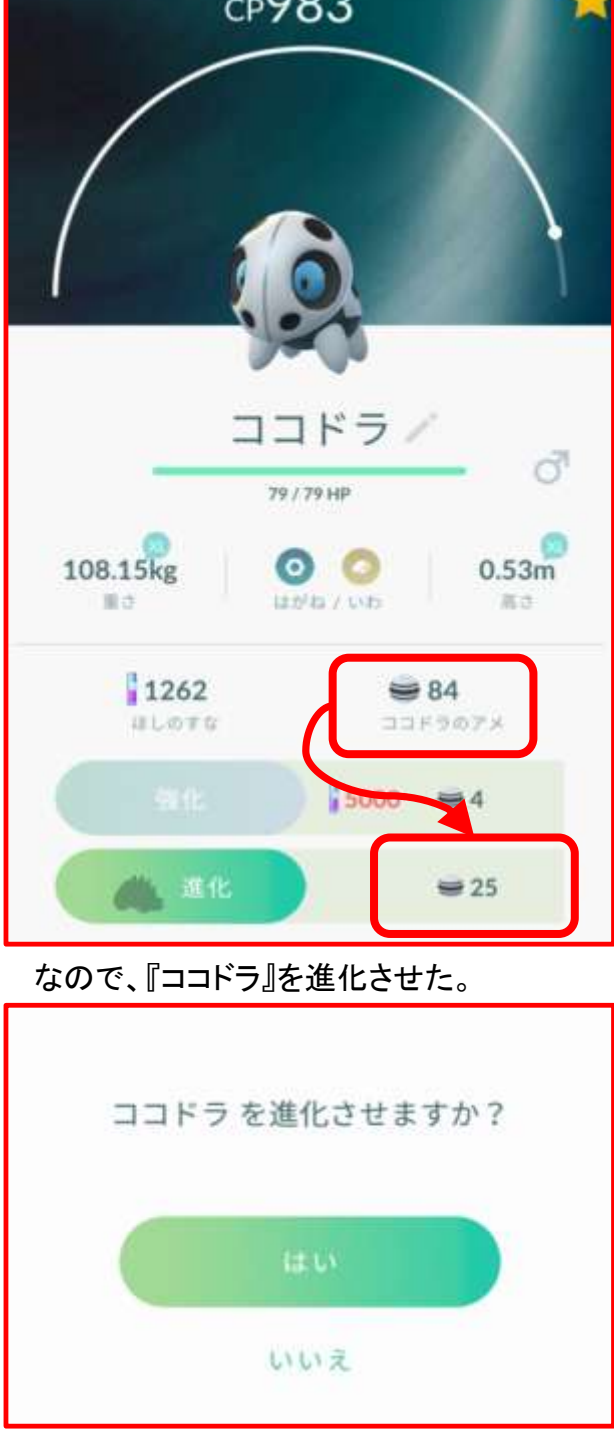 CP983
ココドラ
79 / 79 HP
XL
XL
108.15kg
0.53m
重さ
はがね / いわ
高さ
1262
84
ほしのすな
ココドラのアメ
強化
5000
4
進化
25
なので、『ココドラ』を進化させた。
ココドラ を進化させますか？
はい
いいえ